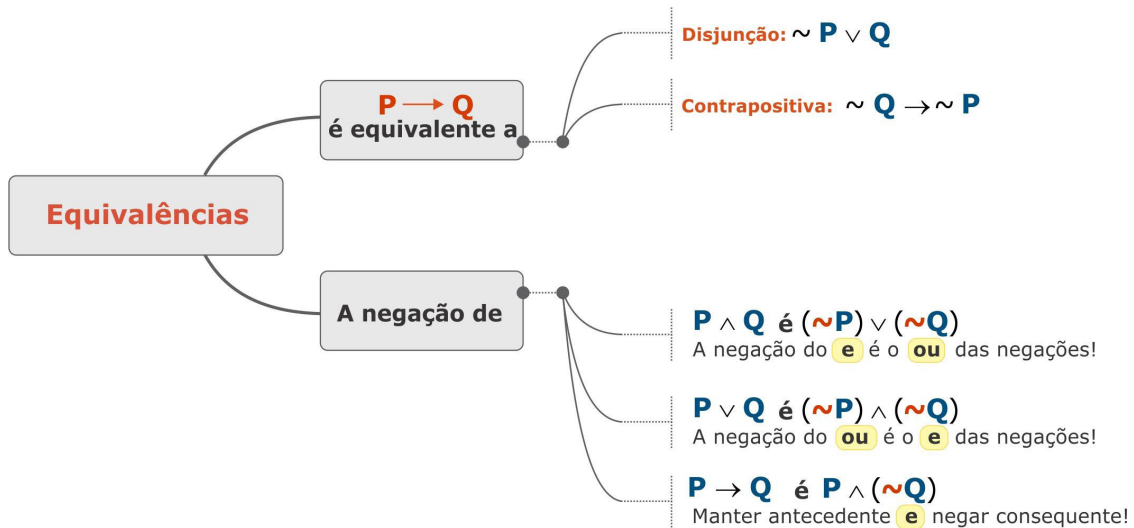 Equivalências
P → Q
é equivalente a
Disjunção: ~ P ∨ Q
Contrapositiva: ~ Q → ~ P
A negação de
P ∧ Q é (~P) ∨ (~Q)
A negação do e é o ou das negações!
P ∨ Q é (~P) ∧ (~Q)
A negação do ou é o e das negações!
P → Q é P ∧ (~Q)
Manter antecedente e negar consequente!